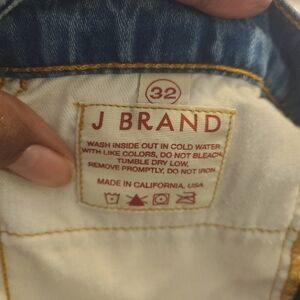 32
J BRAND
WASH INSIDE OUT IN COLD WATER
WITH LIKE COLORS, DO NOT BLEACH,
TUMBLE DRY LOW,
REMOVE PROMPTLY, DO NOT IRON.
MADE IN CALIFORNIA, USA